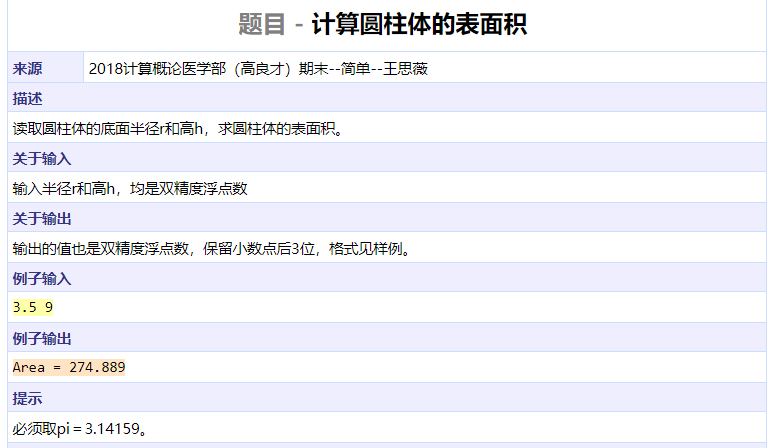 题目 - 计算圆柱体的表面积
来源 2018计算概论医学部（高良才）期末--简单--王思薇
描述
读取圆柱体的底面半径r和高h，求圆柱体的表面积。
关于输入
输入半径r和高h，均是双精度浮点数
关于输出
输出的值也是双精度浮点数，保留小数点后3位，格式见样例。
例子输入
3.5 9
例子输出
Area = 274.889
提示
必须取pi＝3.14159。